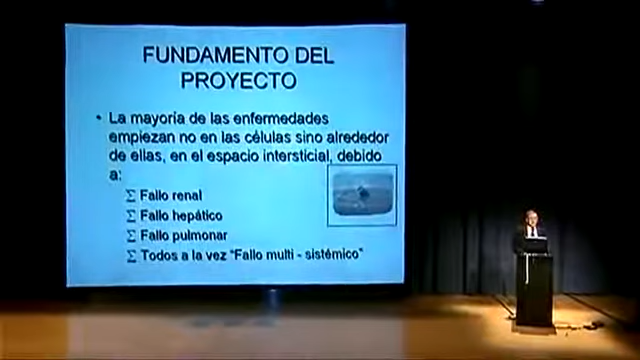 FUNDAMENTO DEL
PROYECTO
• La mayoría de las enfermedades
empiezan no en las células sino alrededor
de ellas, en el espacio intersticial, debido
a:
Σ Fallo renal
Σ Fallo hepático
Σ Fallo pulmonar
Σ Todos a la vez "Fallo multi - sistémico"